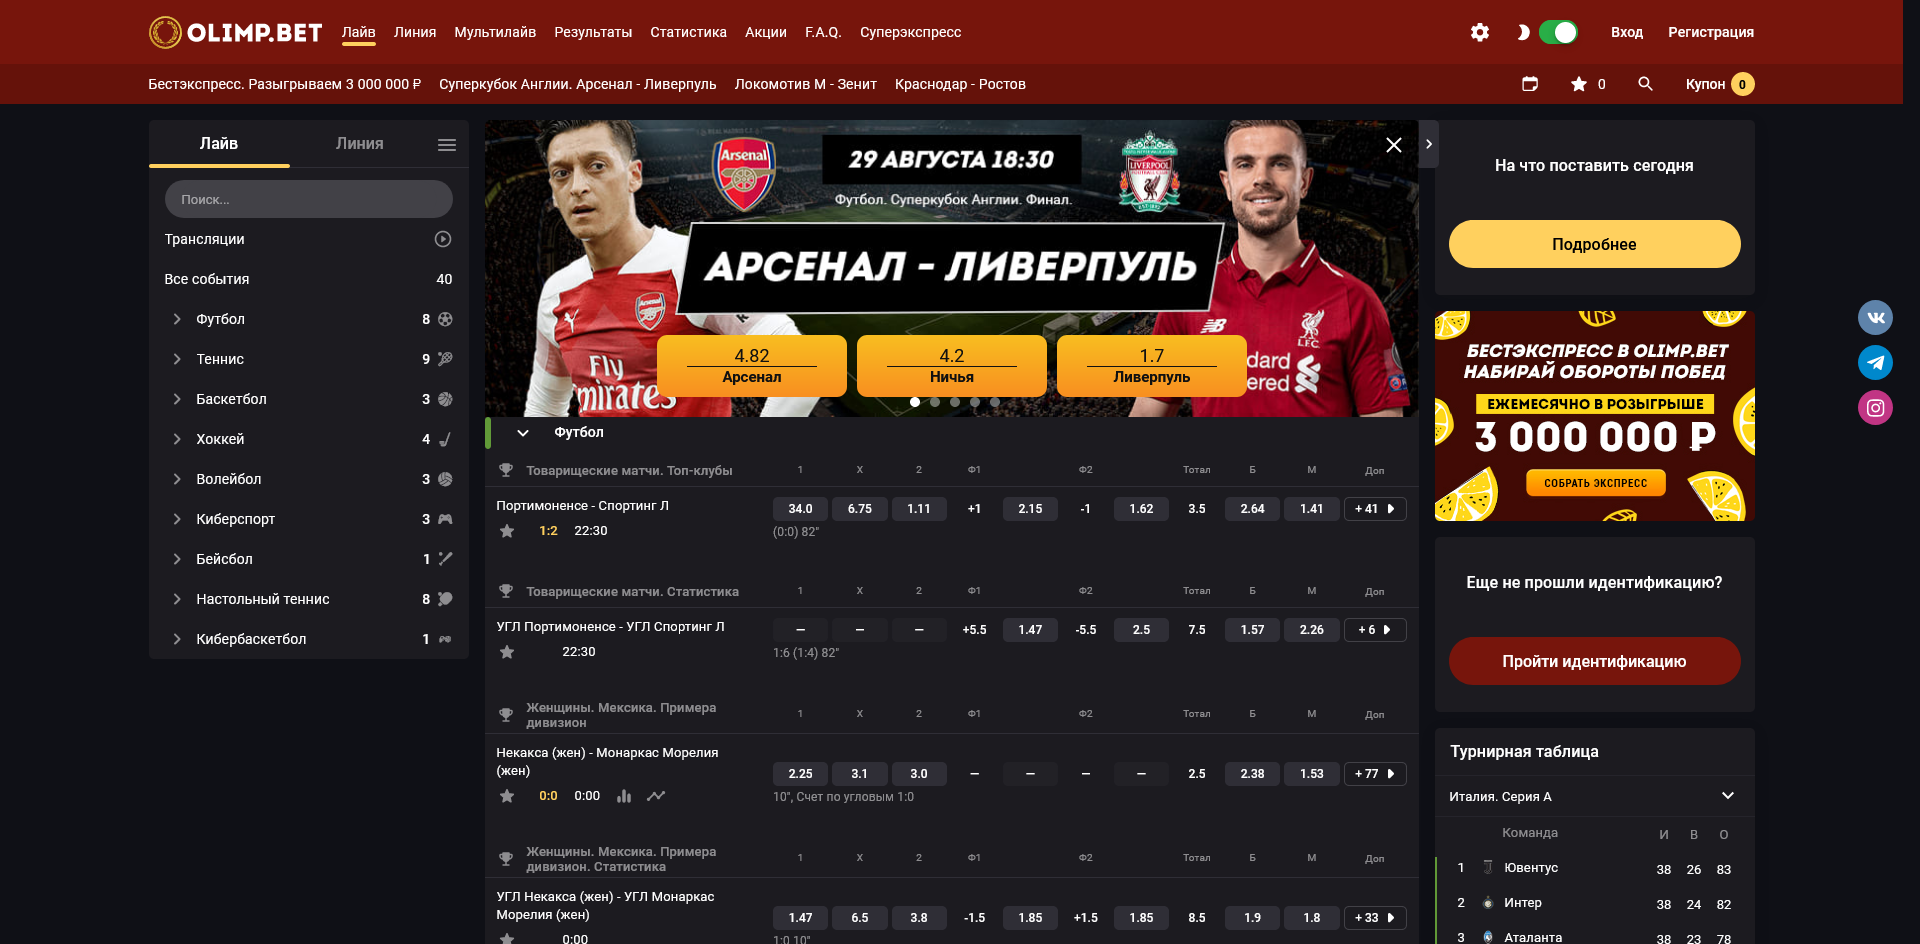 OLIMP.BET Лайв Линия Мультилайв Результаты Статистика Акции F.A.Q. Суперэкспресс Вход Регистрация
Бестэкспресс. Разыгрываем 3 000 000 ₽ Суперкубок Англии. Арсенал - Ливерпуль Локомотив М - Зенит Краснодар - Ростов 0 Купон 0
Лайв Линия
Поиск...
Трансляции
Все события 40
Футбол 8
Теннис 9
Баскетбол 3
Хоккей 4
Волейбол 3
Киберспорт 3
Бейсбол 1
Настольный теннис 8
Кибербаскетбол 1
Arsenal
29 АВГУСТА 18:30
LIVERPOOL
Футбол. Суперкубок Англии. Финал.
АРСЕНАЛ - ЛИВЕРПУЛЬ
Arsenal
Fly
Emirates
L.F.C.
4.82
Арсенал
4.2
Ничья
1.7
Ливерпуль
Футбол
Товарищеские матчи. Топ-клубы 1 X 2 Ф1 Ф2 Тотал Б М Доп
Портимоненсе - Спортинг Л 34.0 6.75 1.11 +1 2.15 -1 1.62 3.5 2.64 1.41 + 41
1:2 22:30 (0:0) 82"
Товарищеские матчи. Статистика 1 X 2 Ф1 Ф2 Тотал Б М Доп
УГЛ Портимоненсе - УГЛ Спортинг Л — — — +5.5 1.47 -5.5 2.5 7.5 1.57 2.26 + 6
22:30 1:6 (1:4) 82"
Женщины. Мексика. Примера
дивизион 1 X 2 Ф1 Ф2 Тотал Б М Доп
Некакса (жен) - Монаркас Морелия
(жен) 2.25 3.1 3.0 — — — — 2.5 2.38 1.53 + 77
0:0 0:00 10", Счет по угловым 1:0
Женщины. Мексика. Примера
дивизион. Статистика 1 X 2 Ф1 Ф2 Тотал Б М Доп
УГЛ Некакса (жен) - УГЛ Монаркас
Морелия (жен) 1.47 6.5 3.8 -1.5 1.85 +1.5 1.85 8.5 1.9 1.8 + 33
0:00 1:0 10"
На что поставить сегодня
Подробнее
БЕСТЭКСПРЕСС В OLIMP.BET
НАБИРАЙ ОБОРОТЫ ПОБЕД
ЕЖЕМЕСЯЧНО В РОЗЫГРЫШЕ
3 000 000 ₽
СОБРАТЬ ЭКСПРЕСС
Еще не прошли идентификацию?
Пройти идентификацию
Турнирная таблица
Италия. Серия А
Команда И В О
1 Ювентус 38 26 83
2 Интер 38 24 82
3 Аталанта 38 23 78